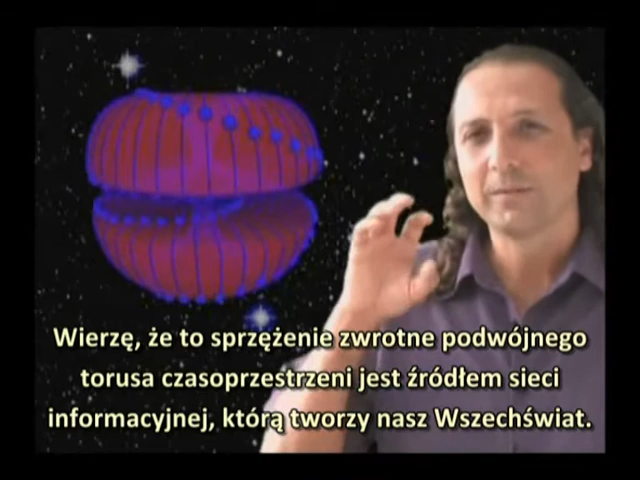 Wierzę, że to sprzężenie zwrotne podwójnego
torusa czasoprzestrzeni jest źródłem sieci
informacyjnej, którą tworzy nasz Wszechświat.